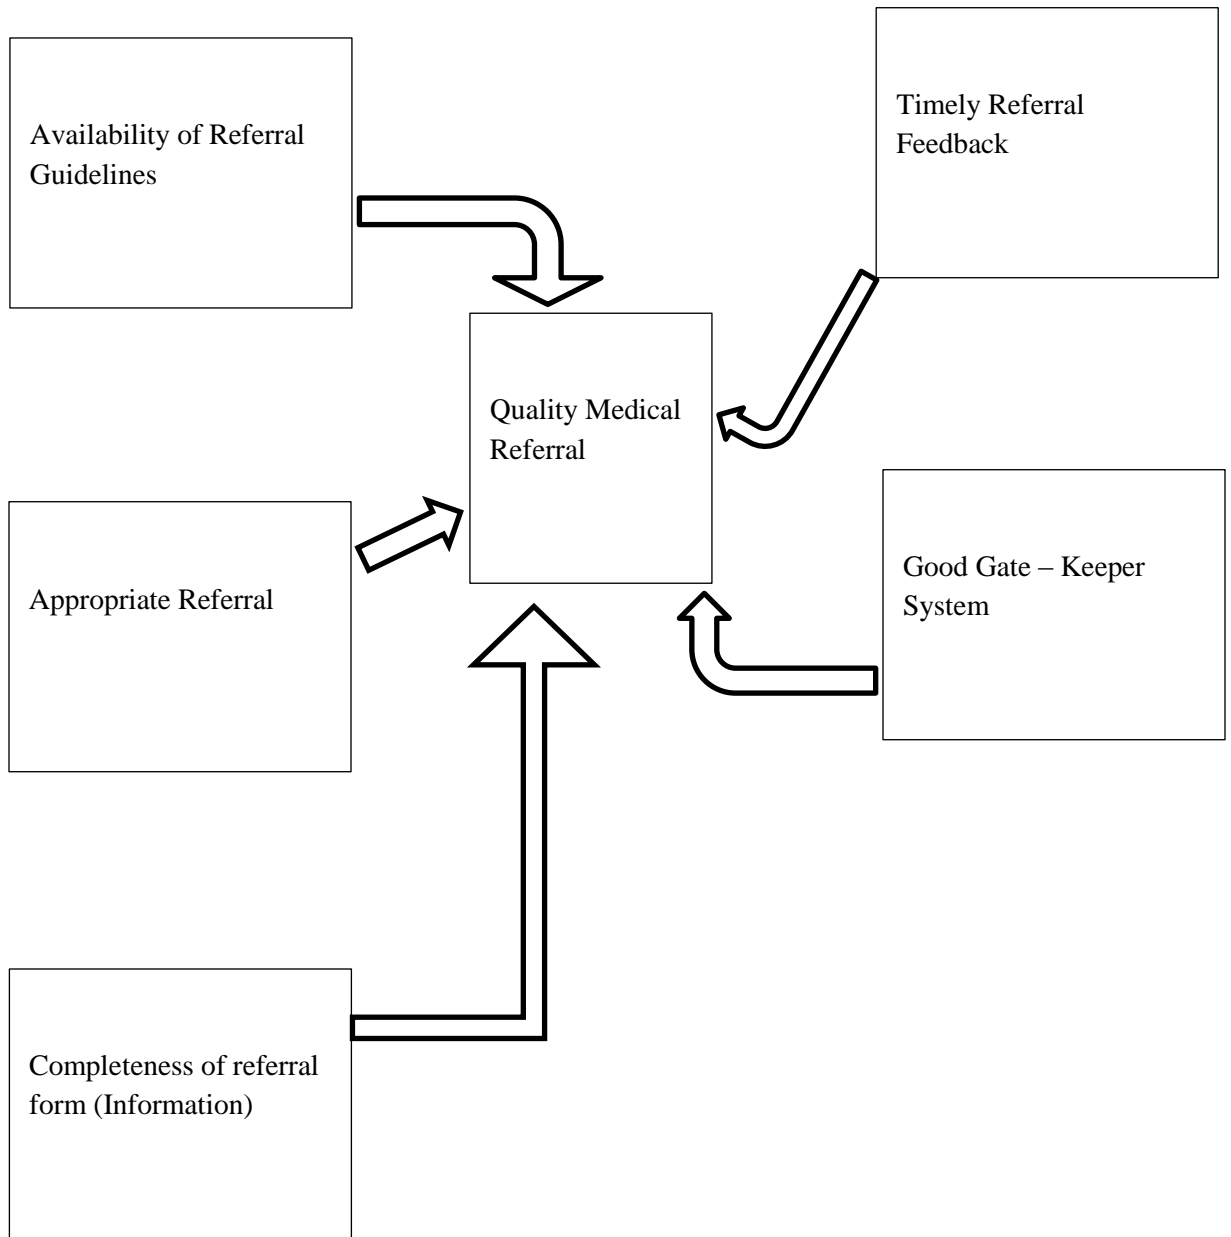 Availability of Referral
Guidelines
Timely Referral
Feedback
Quality Medical
Referral
Appropriate Referral
Good Gate – Keeper
System
Completeness of referral
form (Information)